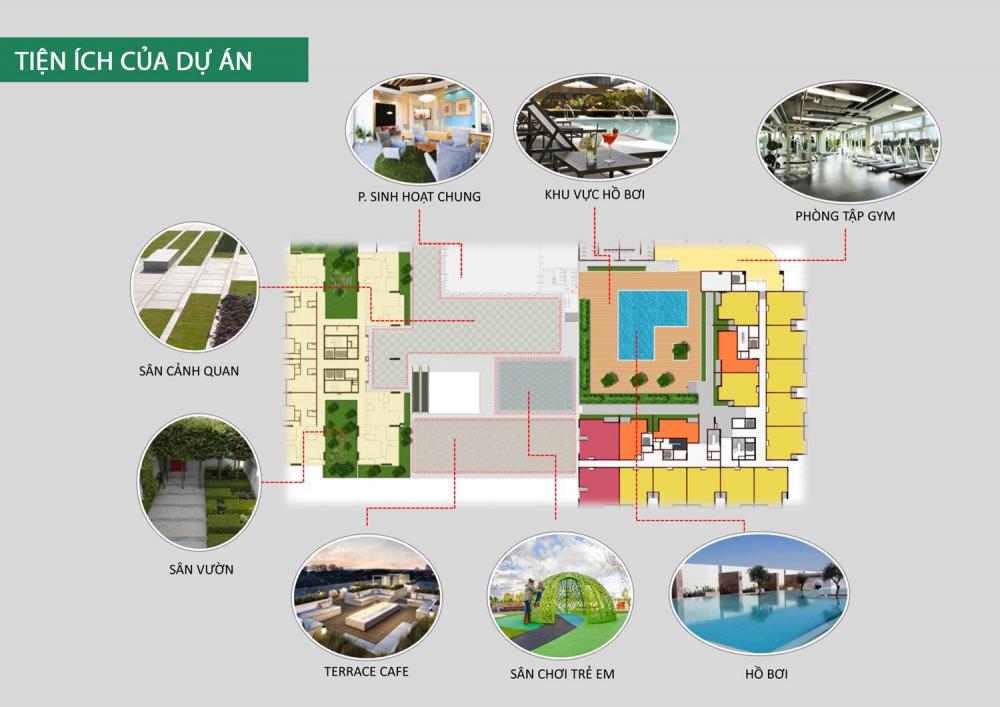 TIỆN ÍCH CỦA DỰ ÁN
P. SINH HOẠT CHUNG
KHU VỰC HỒ BƠI
PHÒNG TẬP GYM
SÂN CẢNH QUAN
SÂN VƯỜN
TERRACE CAFE
SÂN CHƠI TRẺ EM
HỒ BƠI